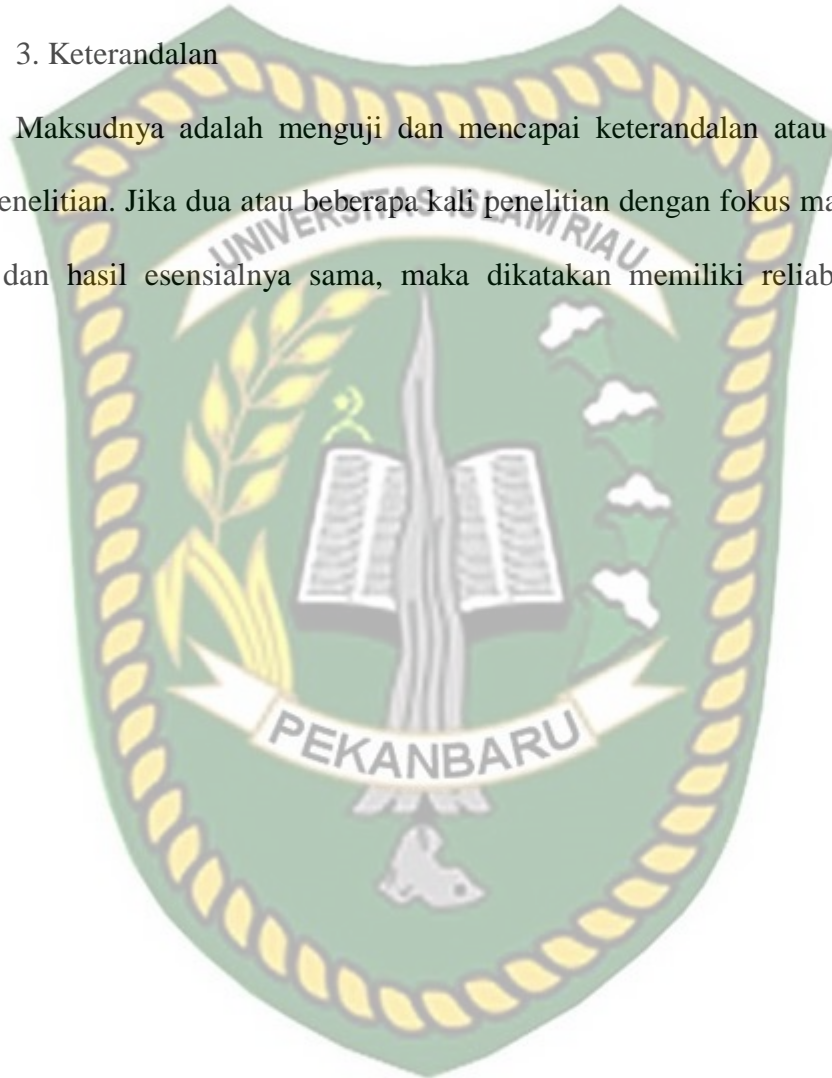 3. Keterandalan
Maksudnya adalah menguji dan mencapai keterandalan atau
enelitian. Jika dua atau beberapa kali penelitian dengan fokus ma
UNIVERSITAS ISLAM RIAU
dan hasil esensialnya sama, maka dikatakan memiliki reliab
PEKANBARU